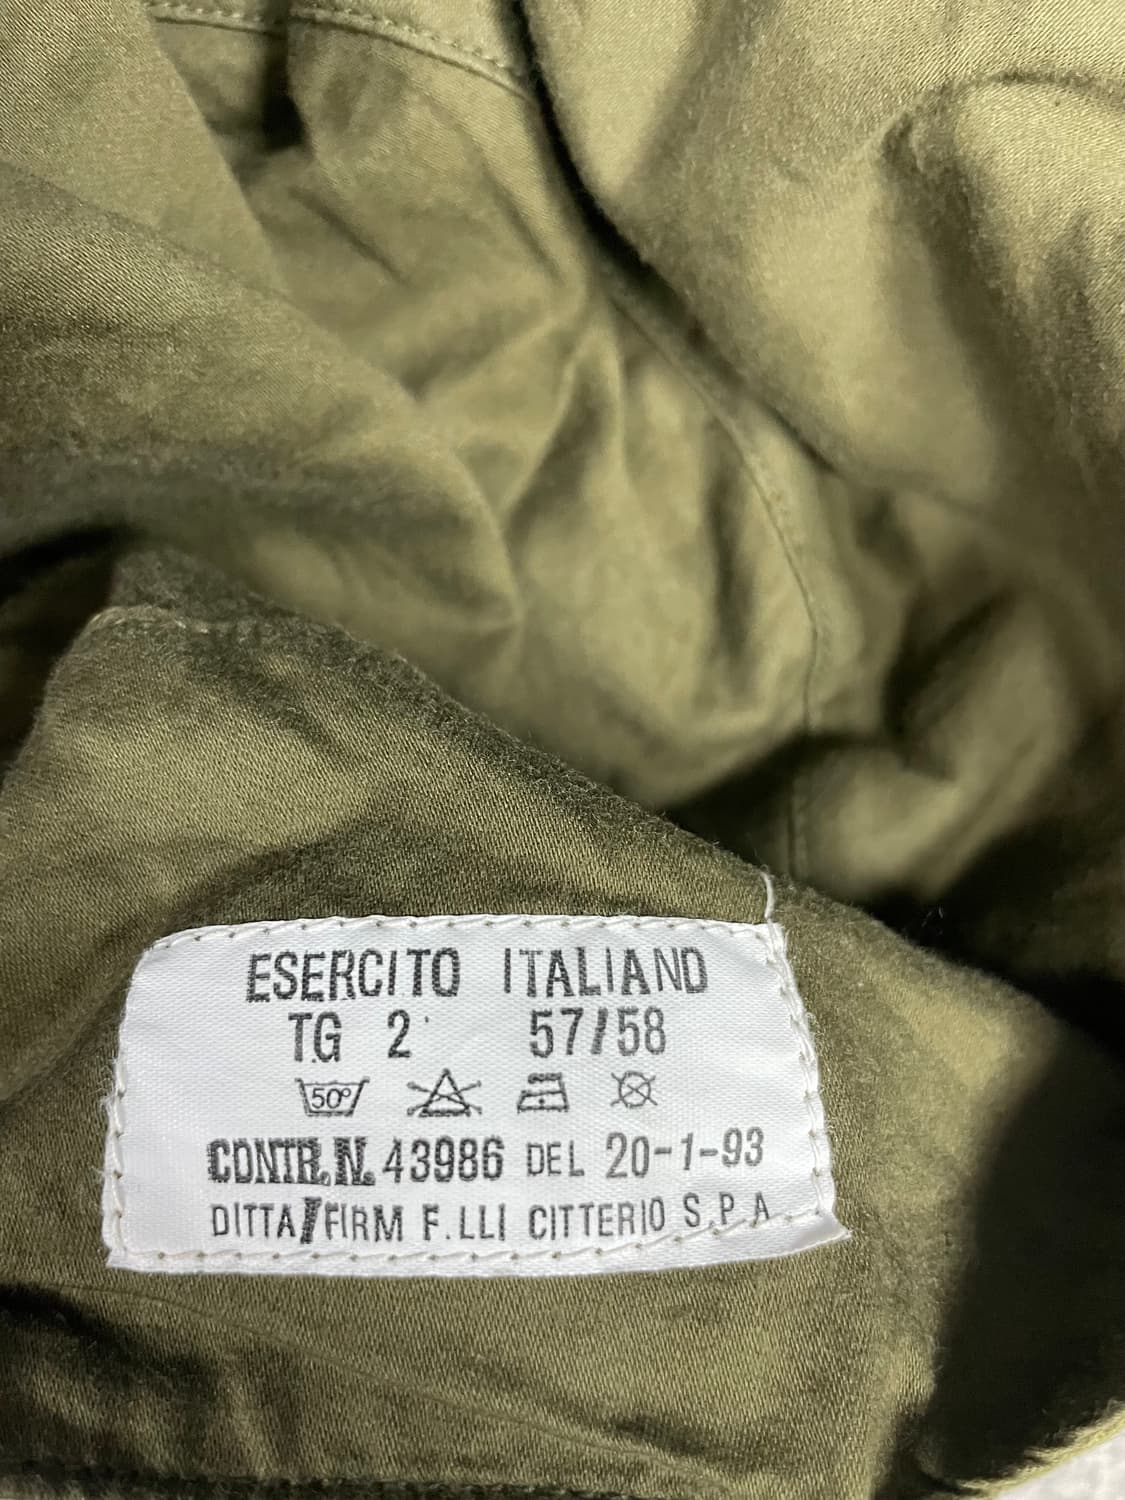 ESERCITO ITALIANO
TG 2 57/58
50°
CONTR. N. 43986 DEL 20-1-93
DITTA/FIRM F.LLI CITTERIO S.P.A.